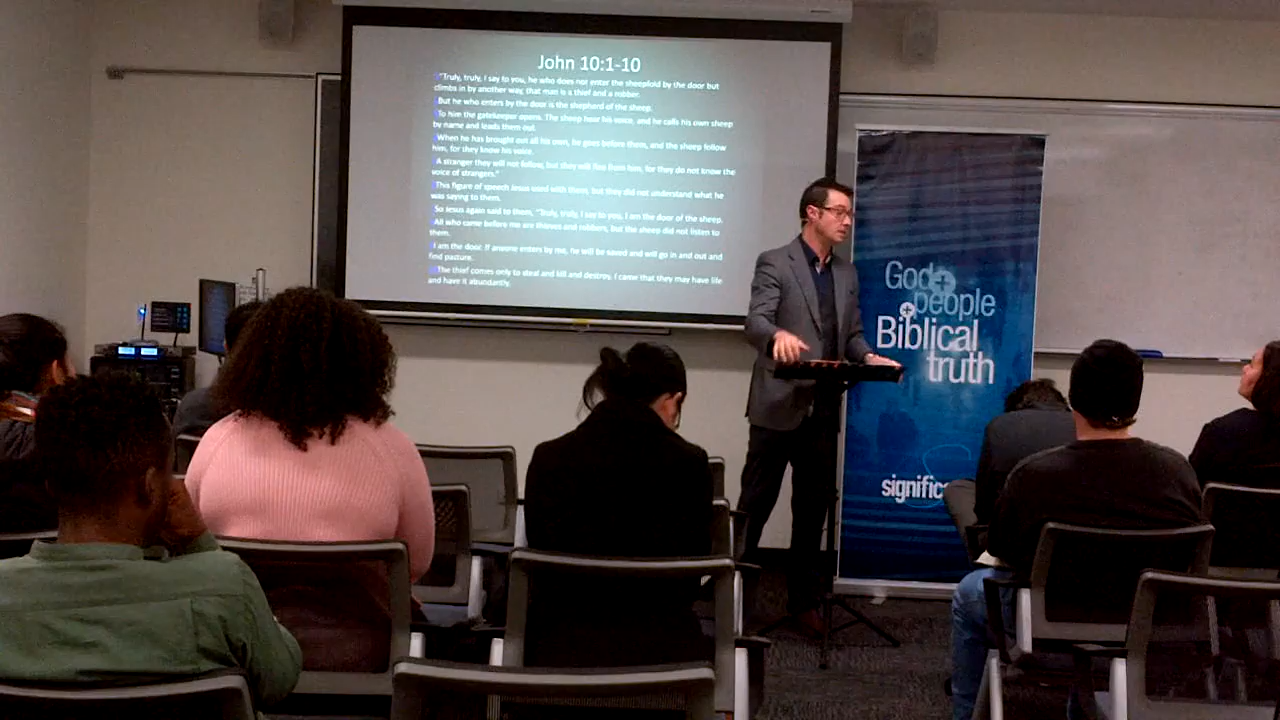 John 10:1-10
"Truly, truly, I say to you, he who does not enter the sheepfold by the door but
climbs in by another way, that man is a thief and a robber.
But he who enters by the door is the shepherd of the sheep.
To him the gatekeeper opens. The sheep hear his voice, and he calls his own sheep
by name and leads them out.
When he has brought out all his own, he goes before them, and the sheep follow
him, for they know his voice.
A stranger they will not follow, but they will flee from him, for they do not know the
voice of strangers."
This figure of speech Jesus used with them, but they did not understand what he
was saying to them.
So Jesus again said to them, "Truly, truly, I say to you, I am the door of the sheep.
All who came before me are thieves and robbers, but the sheep did not listen to
them.
I am the door. If anyone enters by me, he will be saved and will go in and out and
find pasture.
The thief comes only to steal and kill and destroy. I came that they may have life
and have it abundantly.
God+
people
+
Biblical
truth
signific